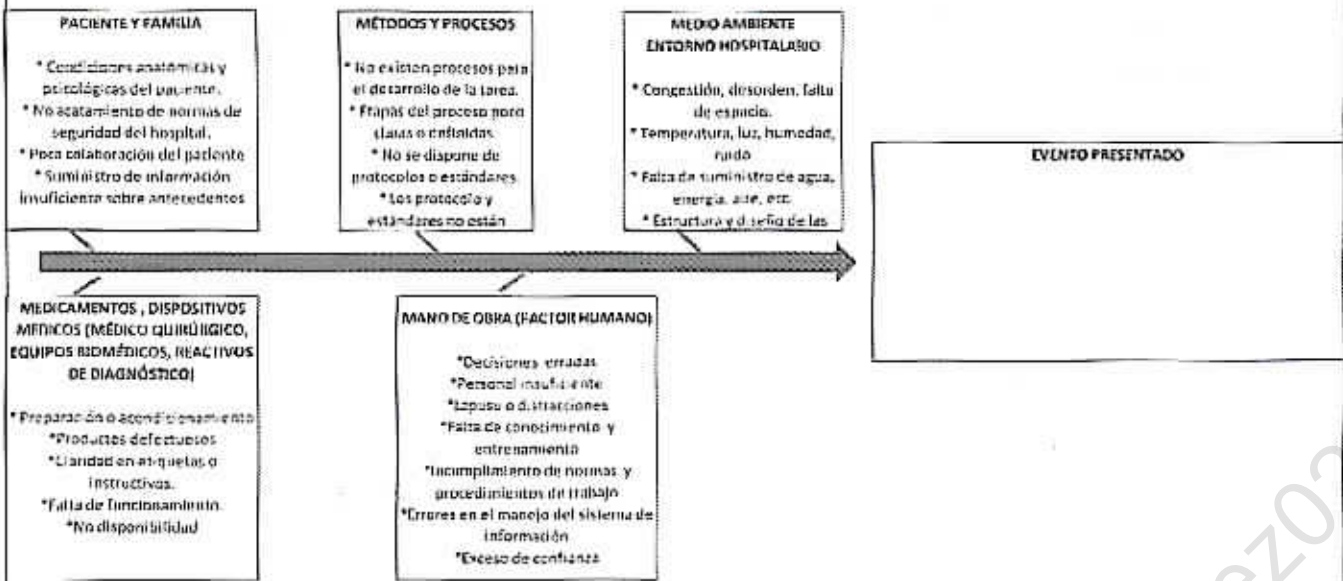 PACIENTE Y FAMILIA
* Condiciones anatómicas y
psicológicas del paciente.
* No acatamiento de normas de
seguridad del hospital.
* Poca colaboración del paciente
* Suministro de información
insuficiente sobre antecedentes
MÉTODOS Y PROCESOS
* No existen procesos para
el desarrollo de la tarea.
* Etapas del proceso poco
claras o definidas
* No se dispone de
protocolos o estándares
* Los protocolo y
estándares no están
MEDIO AMBIENTE
ENTORNO HOSPITALARIO
* Congestión, desorden, falta
de espacio.
* Temperatura, luz, humedad,
ruido
* Falta de suministro de agua,
energía, aire, etc.
* Estructura y diseño de las
EVENTO PRESENTADO
MEDICAMENTOS , DISPOSITIVOS
MEDICOS (MÉDICO QUIRÚRGICO,
EQUIPOS BIOMÉDICOS, REACTIVOS
DE DIAGNÓSTICO)
* Preparación o acondicionamiento
*Productos defectuosos
*Claridad en etiquetas o
instructivos.
*Falta de funcionamiento.
*No disponibilidad
MANO DE OBRA (FACTOR HUMANO)
*Decisiones erradas
*Personal insuficiente
*Lapsus o distracciones
*Falta de conocimiento y
entrenamiento
*Incumplimiento de normas y
procedimientos de trabajo
*Errores en el manejo del sistema de
información
*Exceso de confianza